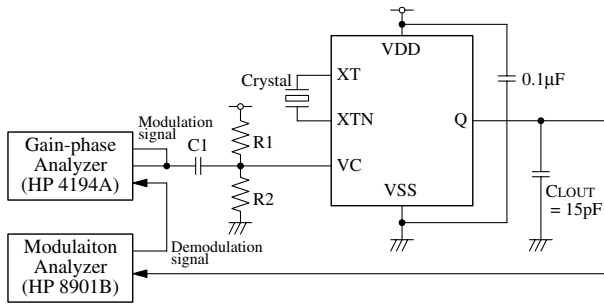 VDD
XT
Crystal
0.1µF
Modulation
signal
XTN
Q
C1
R1
Gain-phase
Analyzer
(HP 4194A)
VC
R2
VSS
CLOUT
= 15pF
Modulaiton
Analyzer
(HP 8901B)
Demodulation
signal